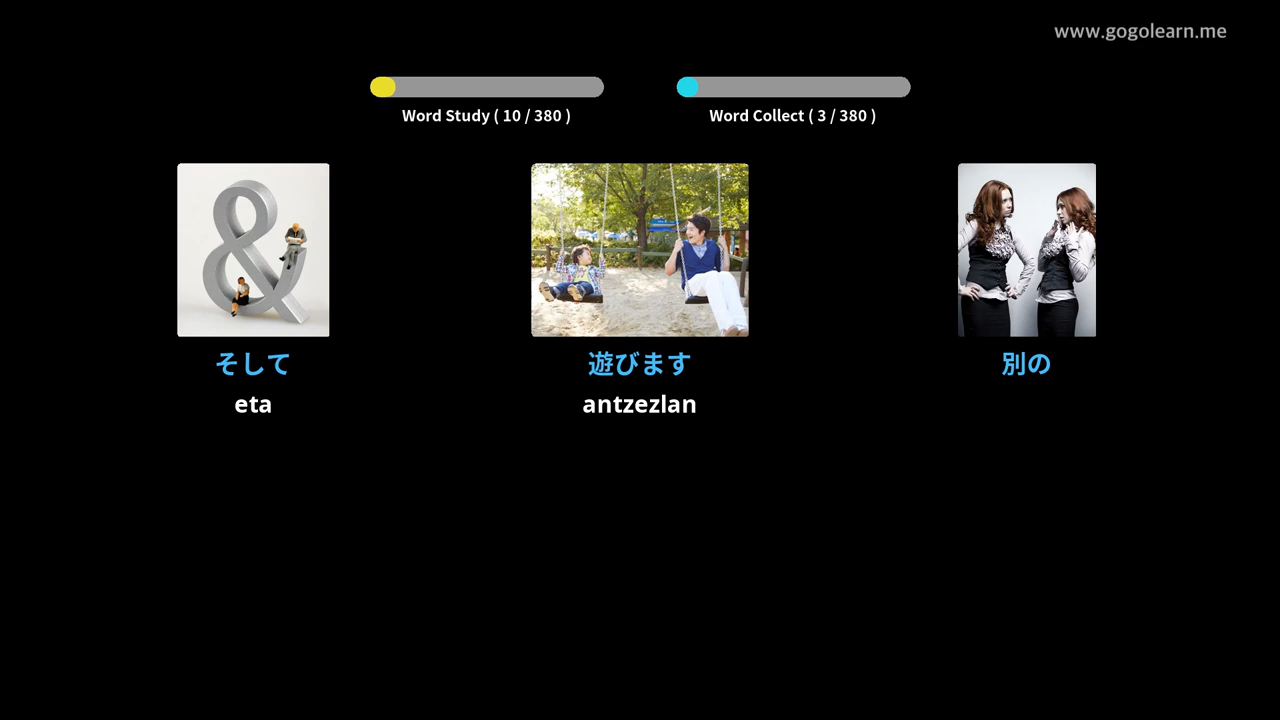 www.gogolearn.me
Word Study ( 10 / 380 )
Word Collect ( 3 / 380 )
そして
遊びます
別の
eta
antzezlan